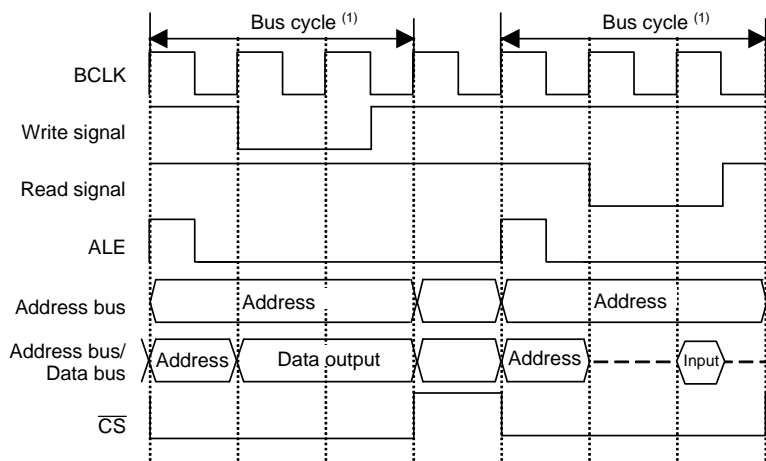 Bus cycle (1) Bus cycle (1)
BCLK
Write signal
Read signal
ALE
Address bus Address Address
Address bus/
Data bus Address Data output Address Input
CS